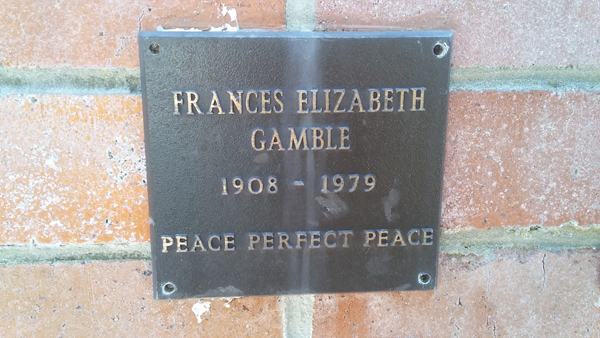 FRANCES ELIZABETH
GAMBLE
1908 - 1979
PEACE PERFECT PEACE